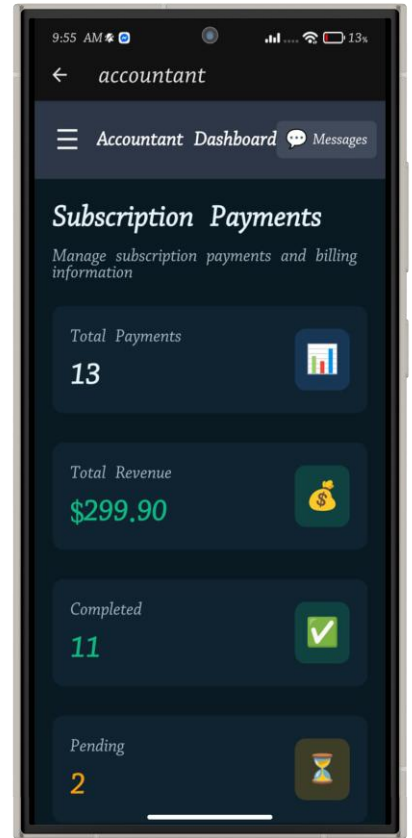 9:55 AM 13%
accountant
Accountant Dashboard Messages
Subscription Payments
Manage subscription payments and billing
information
Total Payments
13
Total Revenue
$299.90
Completed
11
Pending
2